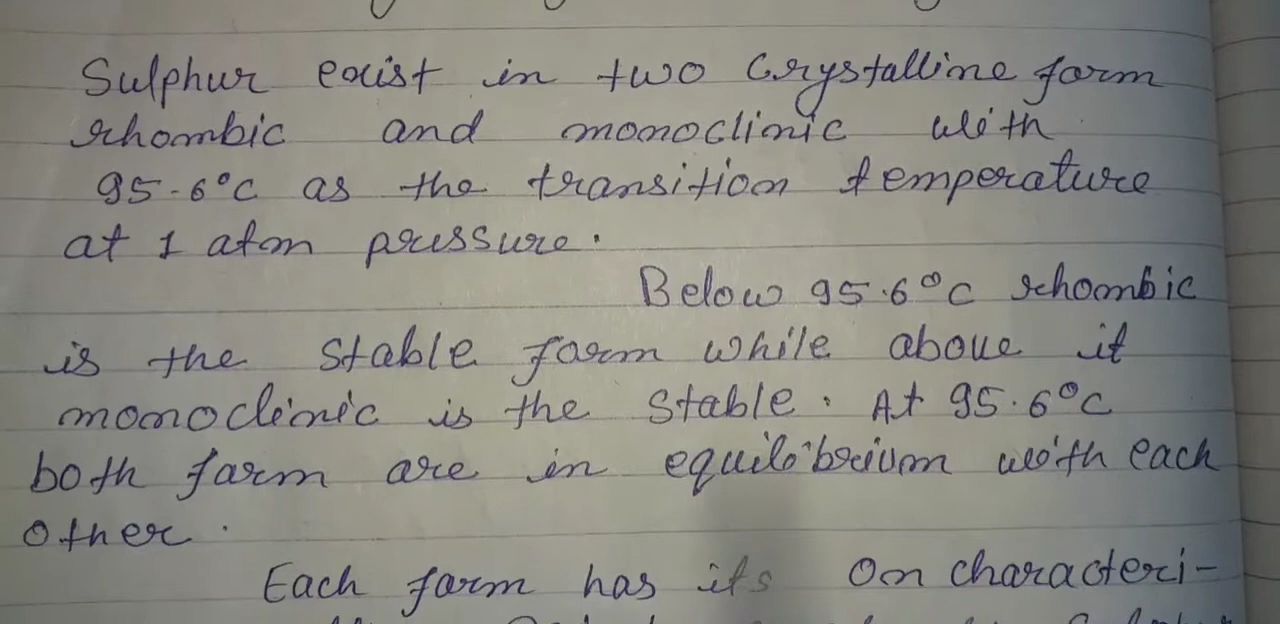 Sulphur exist in two Crystalline form
rhombic and monoclinic with
95.6°C as the transition temperature
at 1 atm pressure.
Below 95.6°C rhombic
is the stable form while above it
monoclinic is the stable. At 95.6°C
both form are in equilibrium with each
other.
Each form has its on characteri-